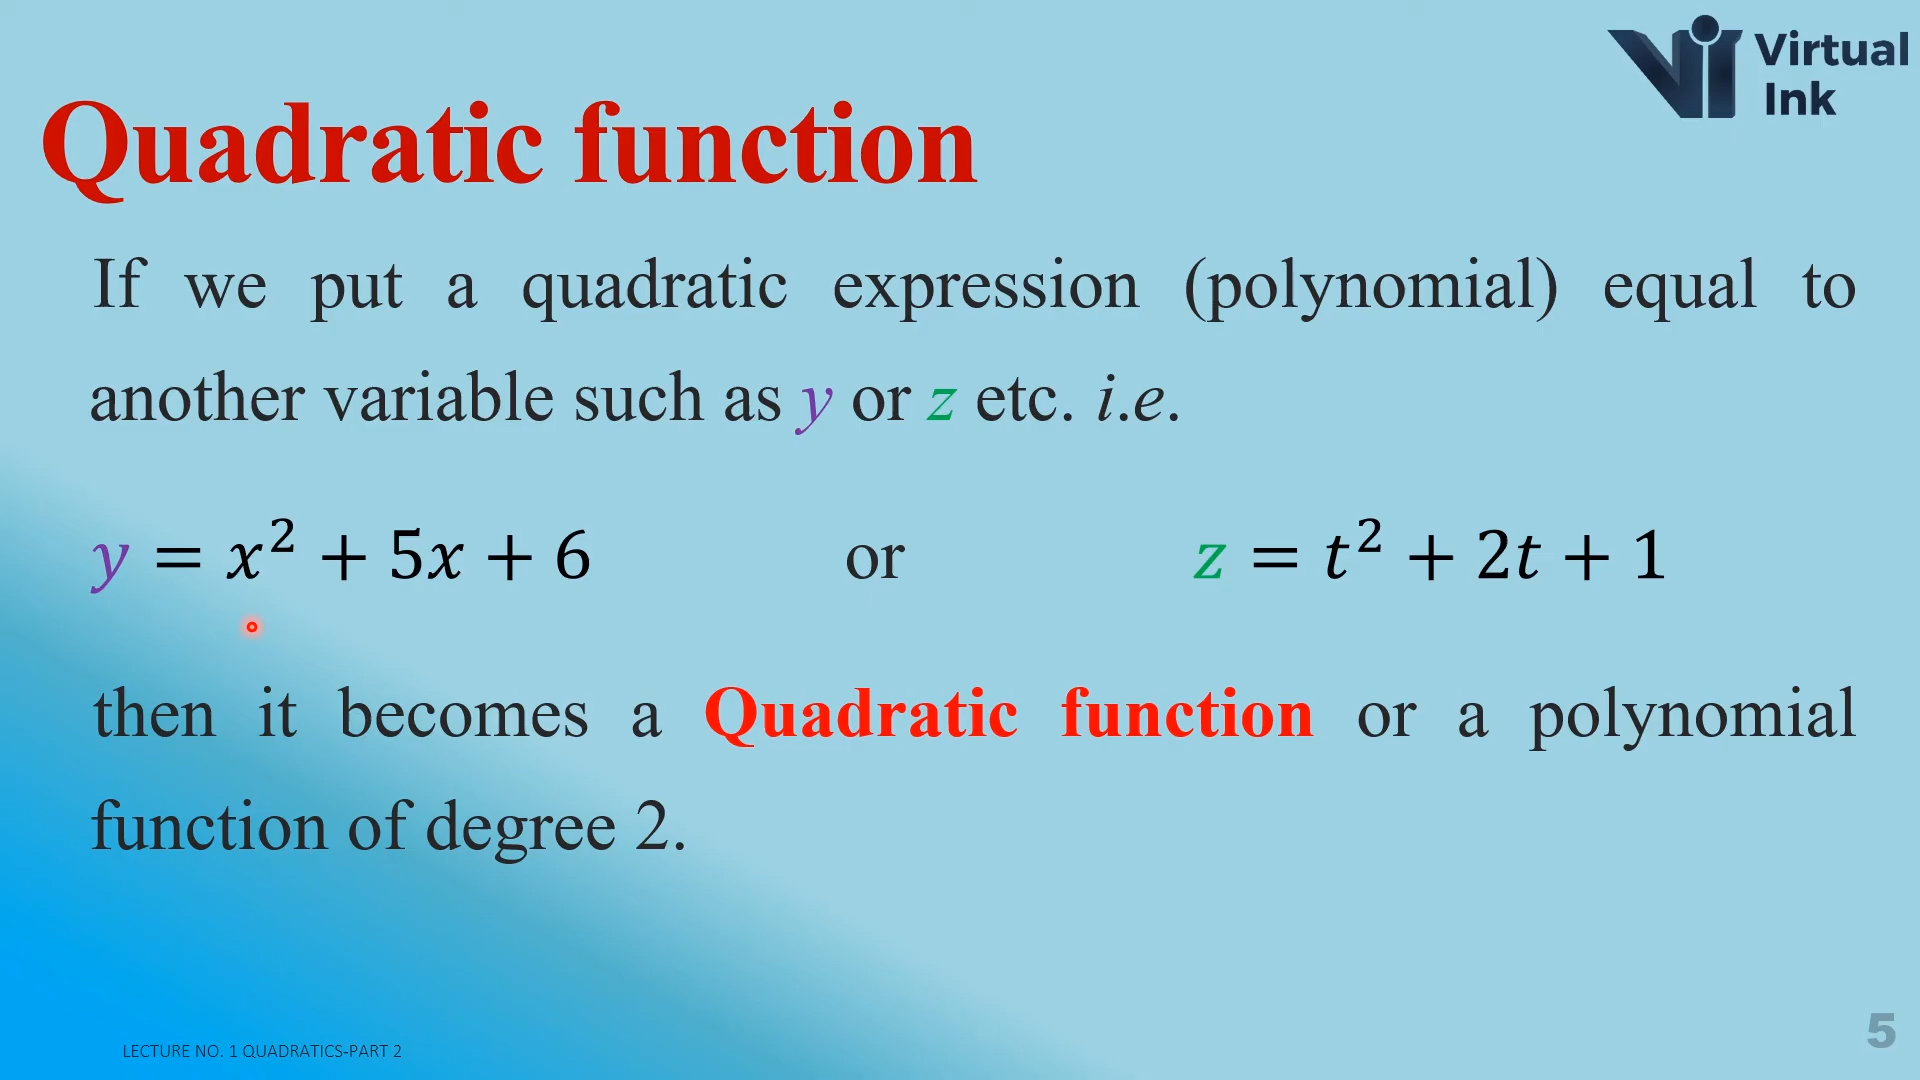 Virtual
Ink
Quadratic function
If we put a quadratic expression (polynomial) equal to
another variable such as y or z etc. i.e.
y = x² + 5x + 6 or z = t² + 2t + 1
then it becomes a Quadratic function or a polynomial
function of degree 2.
LECTURE NO. 1 QUADRATICS-PART 2
5